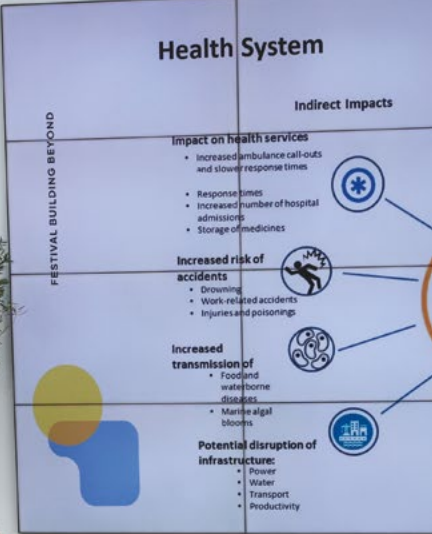 Health System
FESTIVAL BUILDING BEYOND
Indirect Impacts
Impact on health services
• Increased ambulance call-outs
and slower response times
• Response times
• Increased number of hospital
admissions
• Storage of medicines
Increased risk of
accidents
• Drowning
• Work-related accidents
• Injuries and poisonings
Increased
transmission of
• Food and
waterborne
diseases
• Marine algal
blooms
Potential disruption of
infrastructure:
• Power
• Water
• Transport
• Productivity